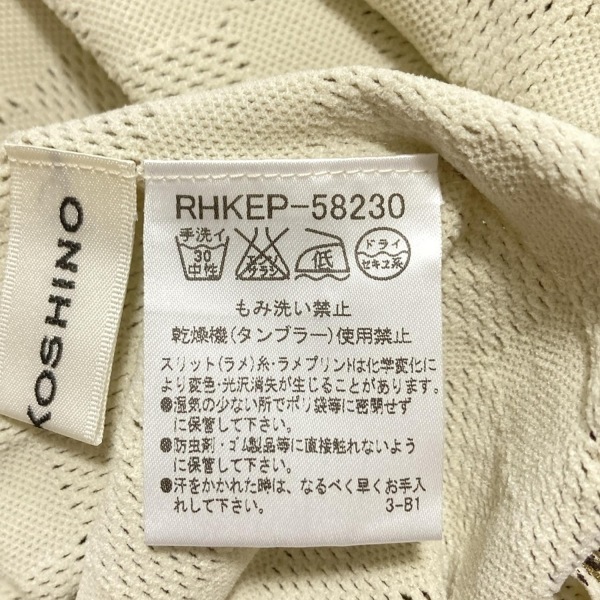 KOSHINO
RHKEP-58230
手洗イ
30
中性
エンソ
サラシ
低
ドライ
セキユ系
もみ洗い禁止
乾燥機(タンブラー)使用禁止
スリット(ラメ)糸・ラメプリントは化学変化に
より変色・光沢消失が生じることがあります。
●湿気の少ない所でポリ袋等に密閉せず
に保管して下さい。
●防虫剤・ゴム製品等に直接触れないよう
に保管して下さい。
●汗をかかれた時は、なるべく早くお手入
れして下さい。
3-B1